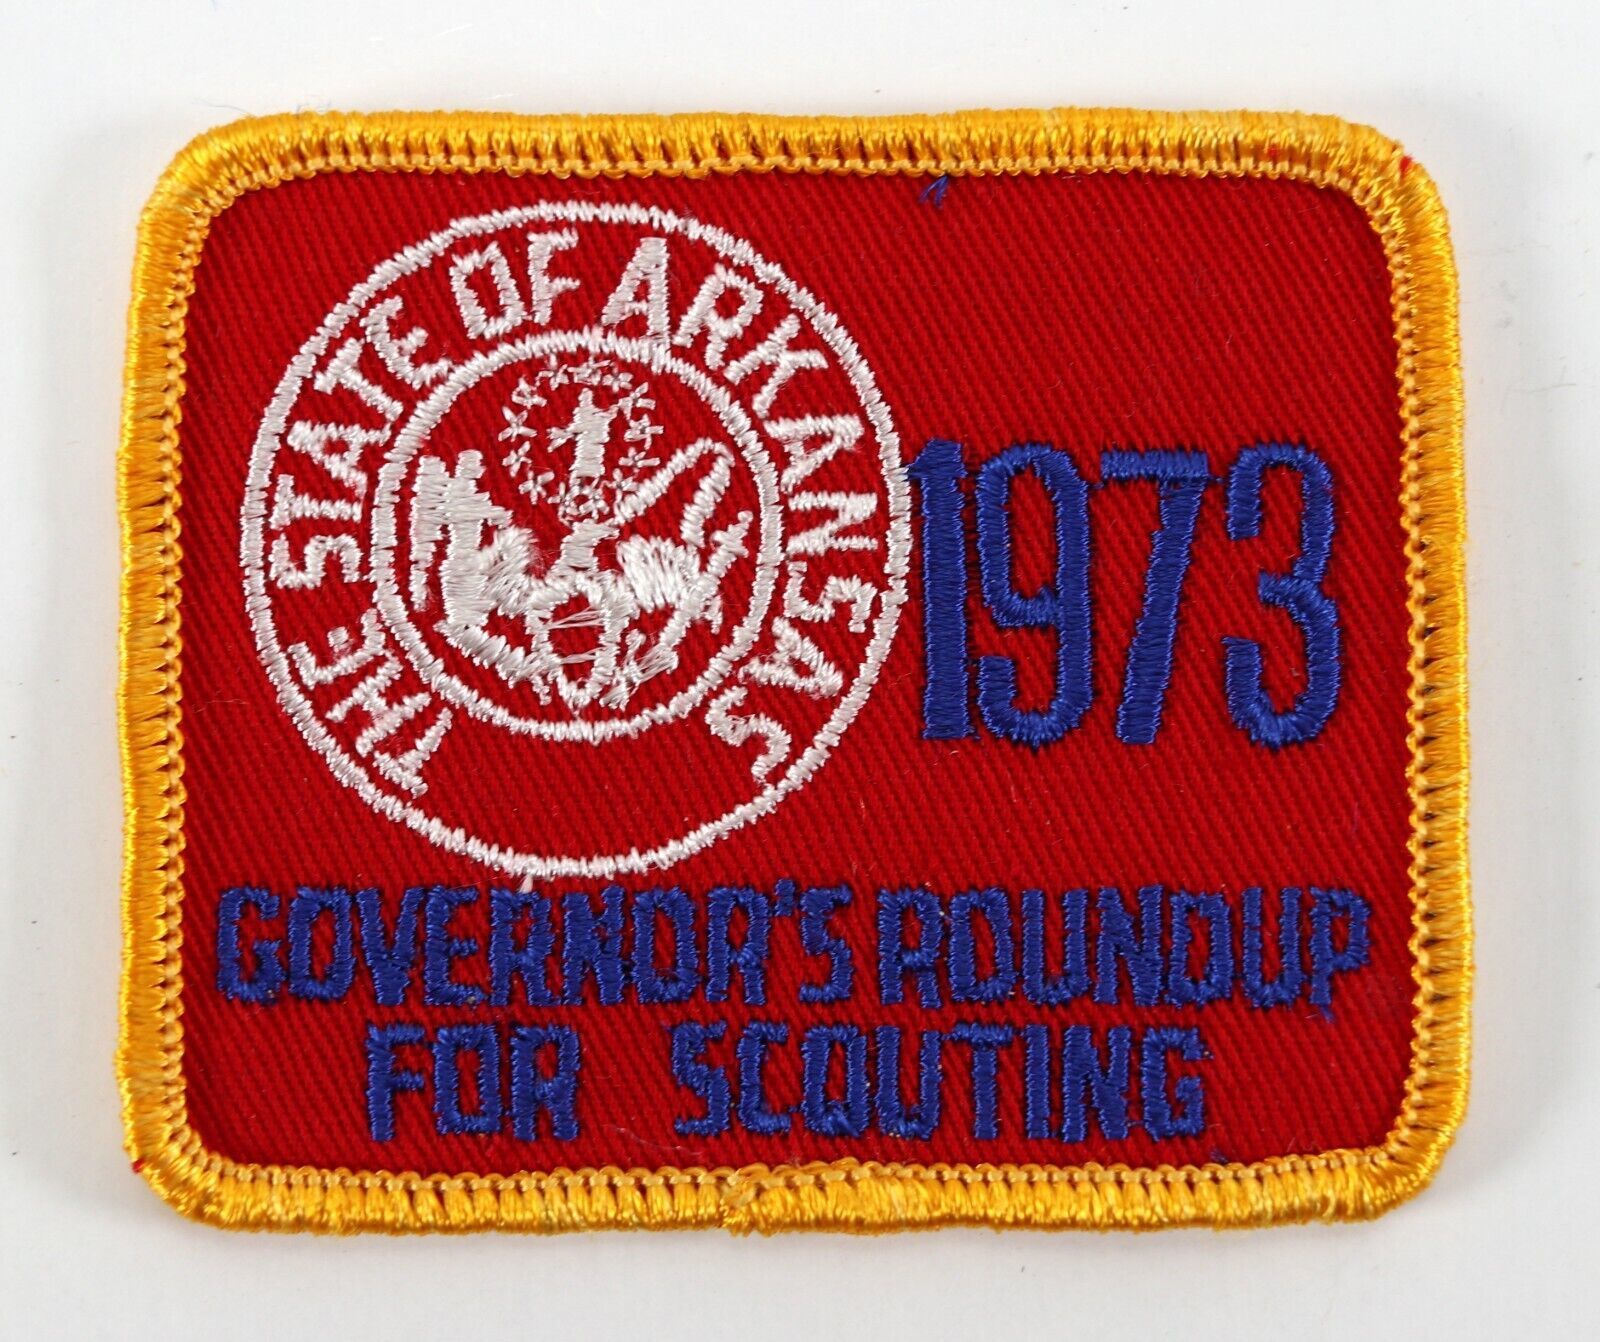 THE STATE OF ARKANSAS
1973
GOVERNOR'S ROUNDUP
FOR SCOUTING